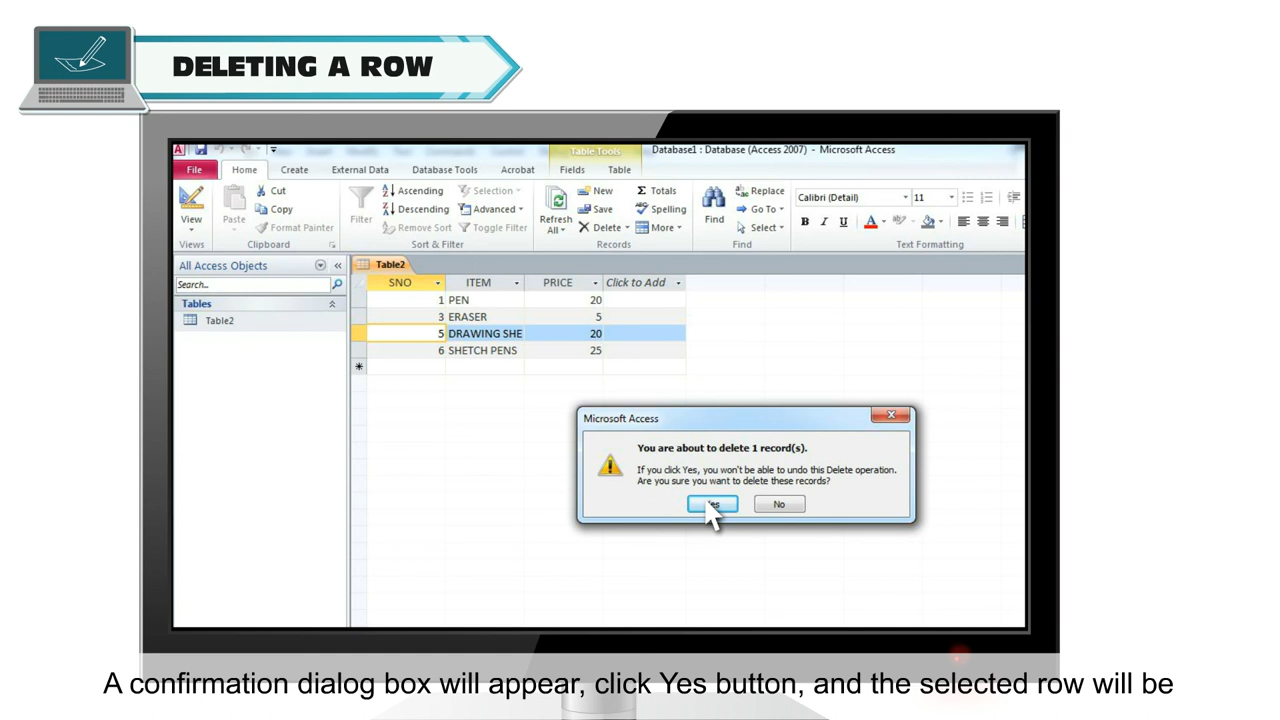 DELETING A ROW
Table Tools Database1 : Database (Access 2007) - Microsoft Access
File Home Create External Data Database Tools Acrobat Fields Table
Cut Ascending Selection New Totals Replace Calibri (Detail) 11
Copy Descending Advanced Save Spelling Go To
View Paste Format Painter Filter Remove Sort Toggle Filter Refresh All Delete More Find Select B I U A
Views Clipboard Sort & Filter Records Find Text Formatting
All Access Objects « Table2
Search.. SNO ITEM PRICE Click to Add
Tables 1 PEN 20
Table2 3 ERASER 5
5 DRAWING SHE 20
6 SHETCH PENS 25
Microsoft Access
You are about to delete 1 record(s).
If you click Yes, you won't be able to undo this Delete operation.
Are you sure you want to delete these records?
Yes No
A confirmation dialog box will appear, click Yes button, and the selected row will be